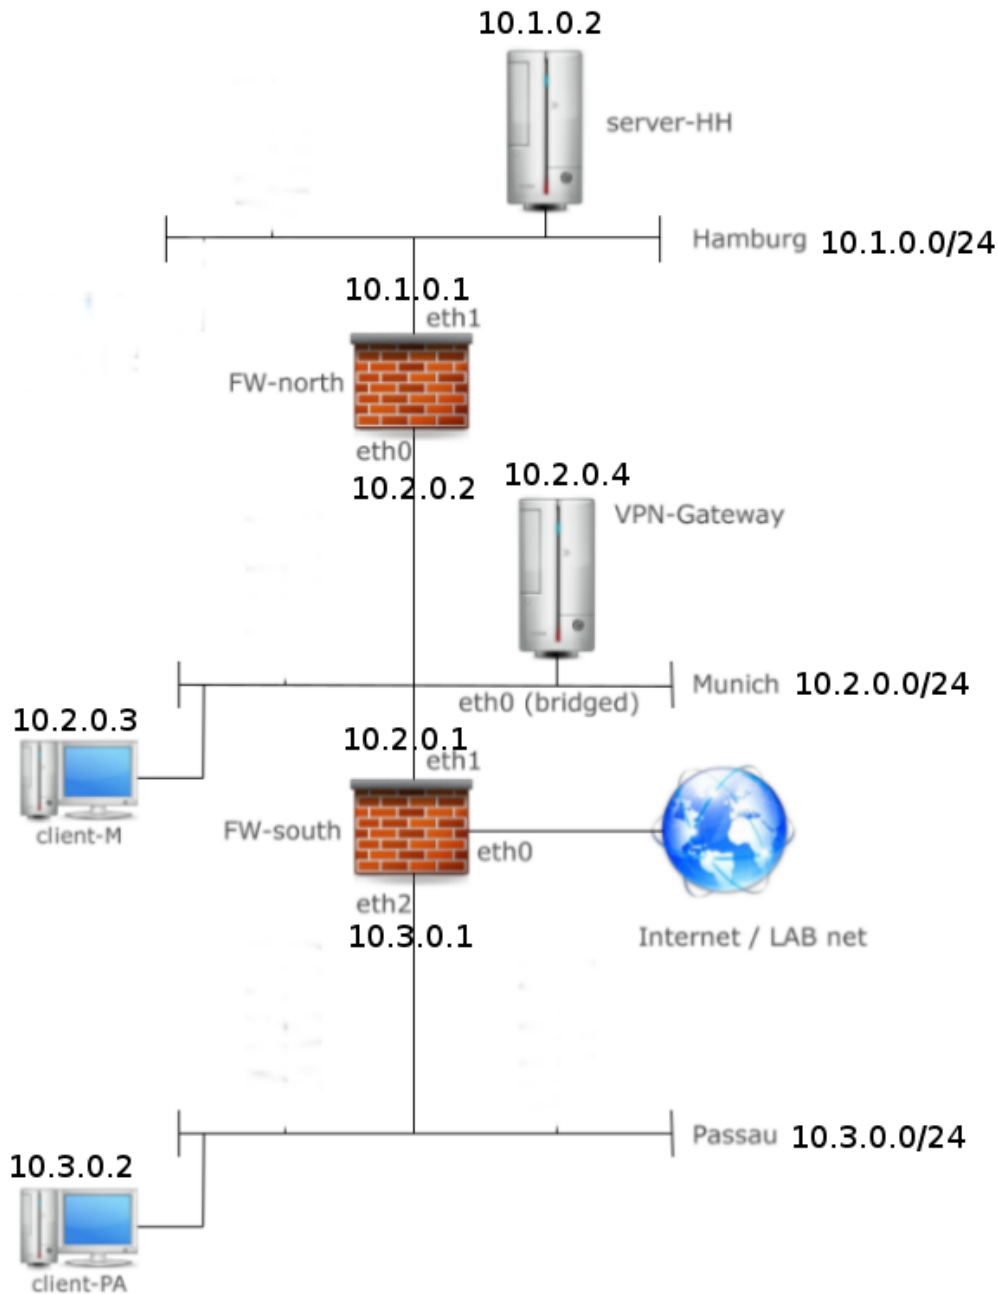 10.1.0.2
server-HH
Hamburg 10.1.0.0/24
10.1.0.1
eth1
FW-north
eth0
10.2.0.2
10.2.0.4
VPN-Gateway
Munich 10.2.0.0/24
eth0 (bridged)
10.2.0.3
10.2.0.1
eth1
client-M
FW-south
eth0
eth2
10.3.0.1
Internet / LAB net
Passau 10.3.0.0/24
10.3.0.2
client-PA